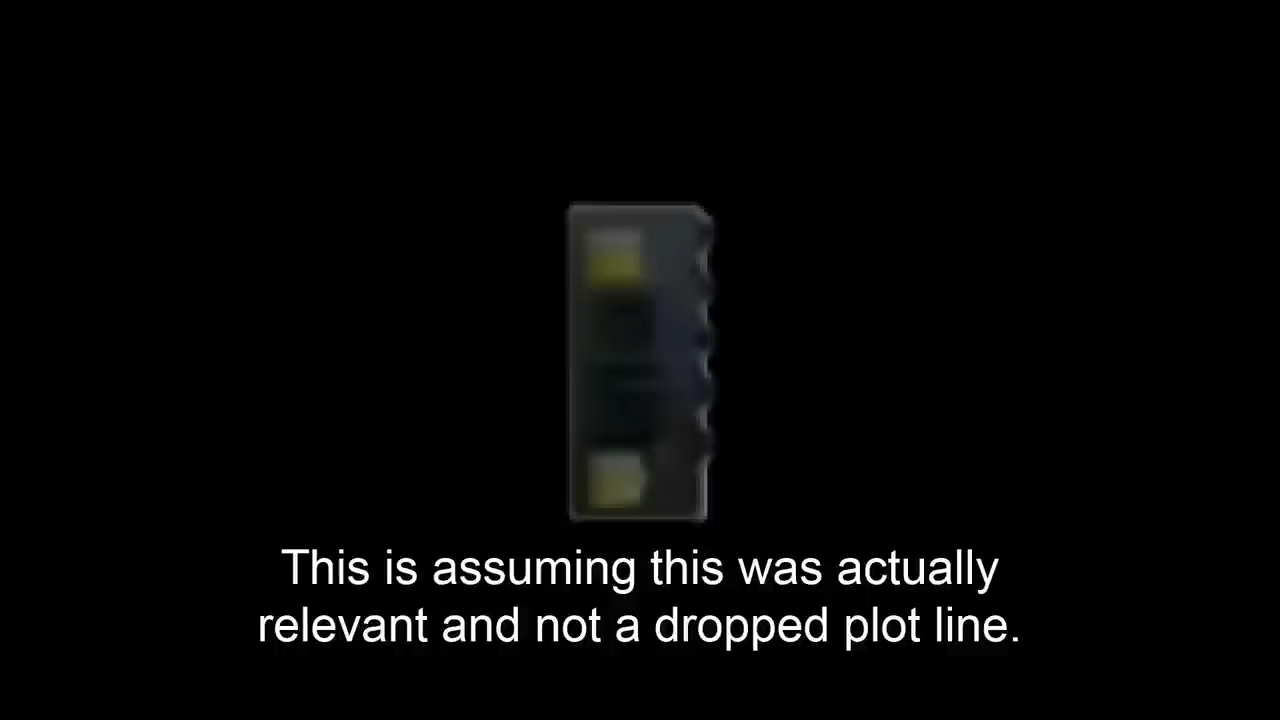 This is assuming this was actually
relevant and not a dropped plot line.